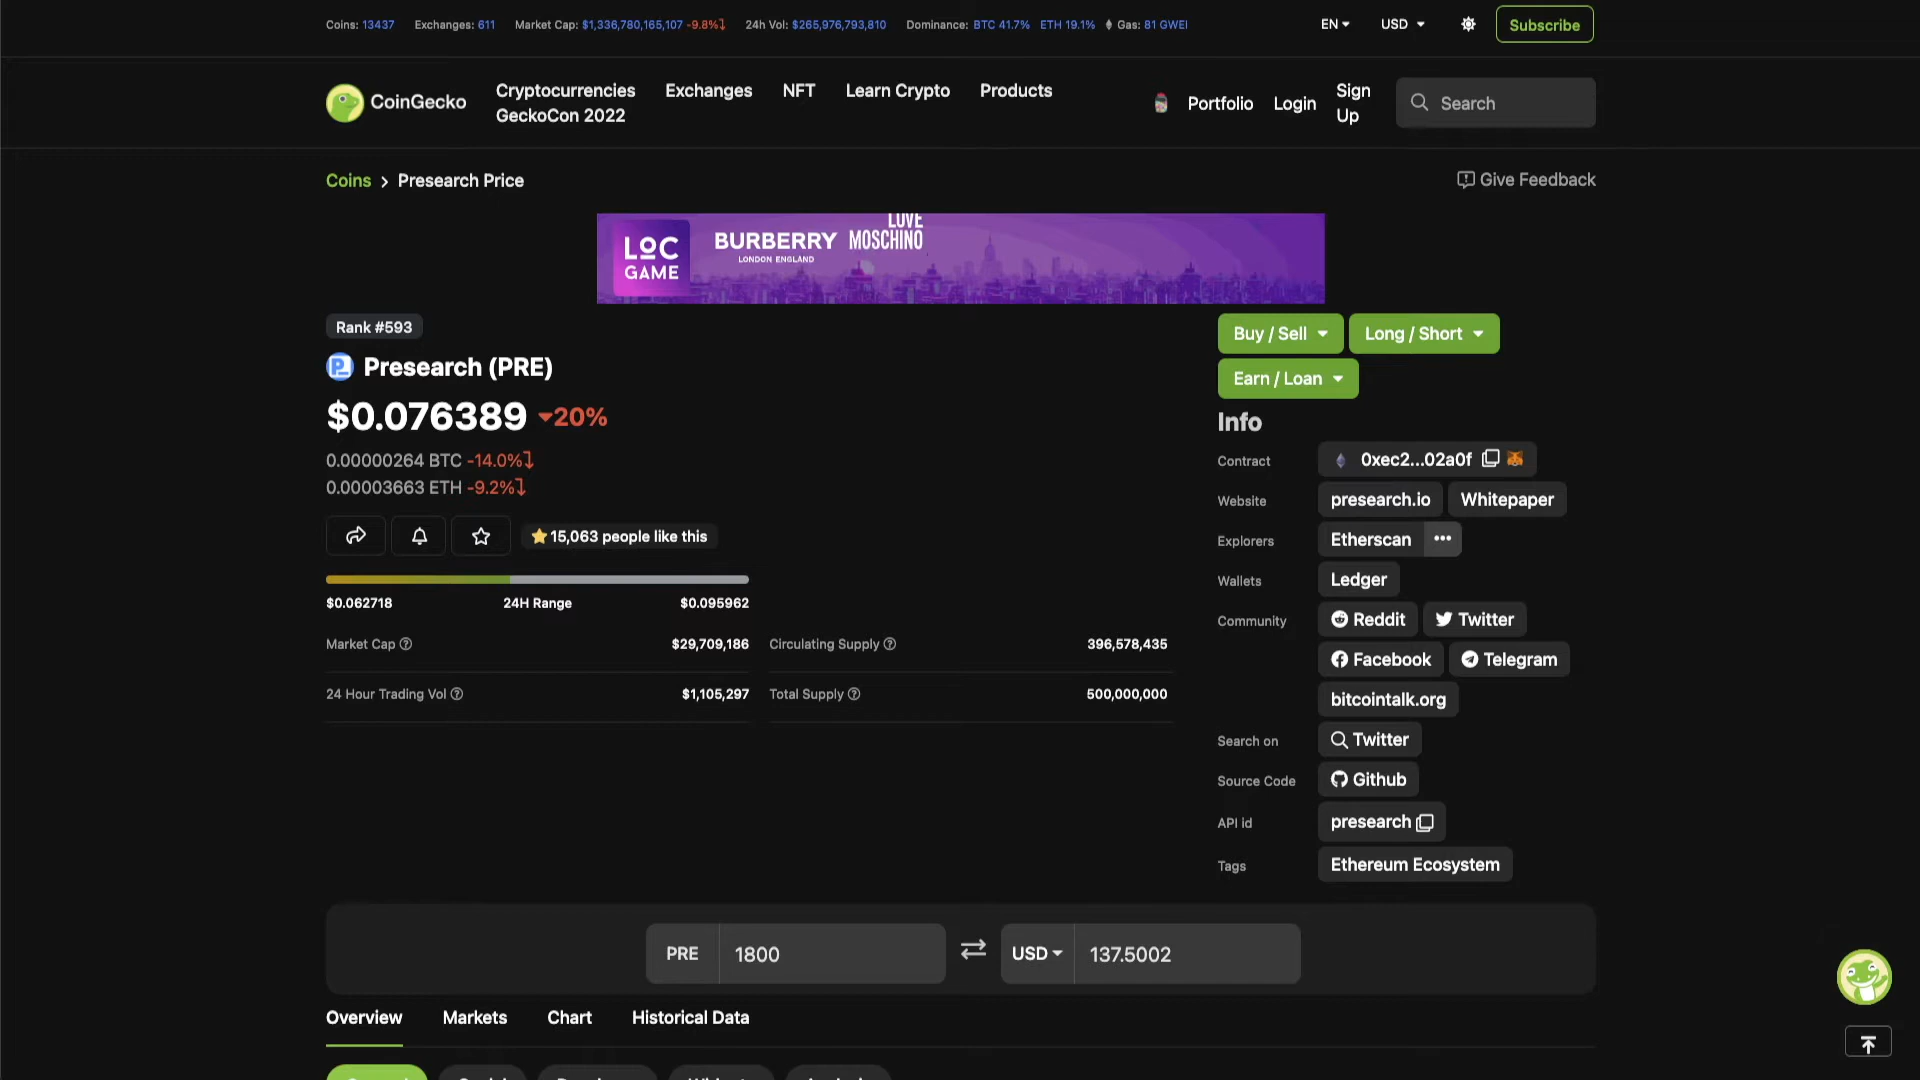 Coins: 13437 Exchanges: 611 Market Cap: $1,336,780,165,107 -9.8% 24h Vol: $265,976,793,810 Dominance: BTC 41.7% ETH 19.1% Gas: 81 GWEI
EN USD Subscribe
CoinGecko
Cryptocurrencies Exchanges NFT Learn Crypto Products
GeckoCon 2022
Portfolio Login Sign Up
Search
Coins > Presearch Price
Give Feedback
LOC GAME
BURBERRY
LONDON ENGLAND
LOVE
MOSCHINO
Rank #593
Presearch (PRE)
$0.076389 20%
0.00000264 BTC -14.0%
0.00003663 ETH -9.2%
15,063 people like this
$0.062718 24H Range $0.095962
Market Cap $29,709,186 Circulating Supply 396,578,435
24 Hour Trading Vol $1,105,297 Total Supply 500,000,000
Buy / Sell Long / Short
Earn / Loan
Info
Contract 0xec2...02a0f
Website presearch.io Whitepaper
Explorers Etherscan •••
Wallets Ledger
Community Reddit Twitter
Facebook Telegram
bitcointalk.org
Search on Twitter
Source Code Github
API id presearch
Tags Ethereum Ecosystem
PRE 1800 USD 137.5002
Overview Markets Chart Historical Data